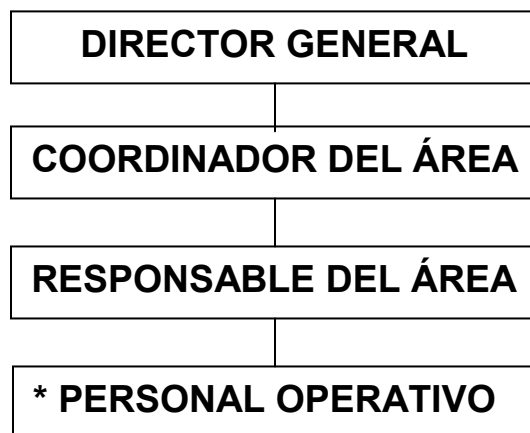 DIRECTOR GENERAL
COORDINADOR DEL ÁREA
RESPONSABLE DEL ÁREA
* PERSONAL OPERATIVO